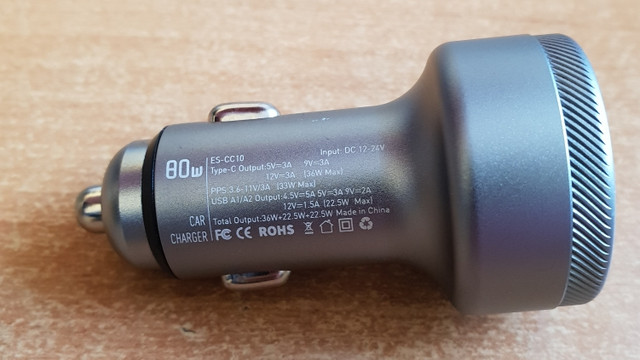 80W
CAR
CHARGER
ES-CC10 Input: DC 12-24V
Type-C Output:5V=3A 9V=3A
12V=3A (36W Max)
PPS 3.6-11V/3A (33W Max)
USB A1/A2 Output:4.5V=5A 5V=3A 9V=2A
12V=1.5A (22.5W Max)
Total Output:36W+22.5W+22.5W Made in China
FC CE ROHS